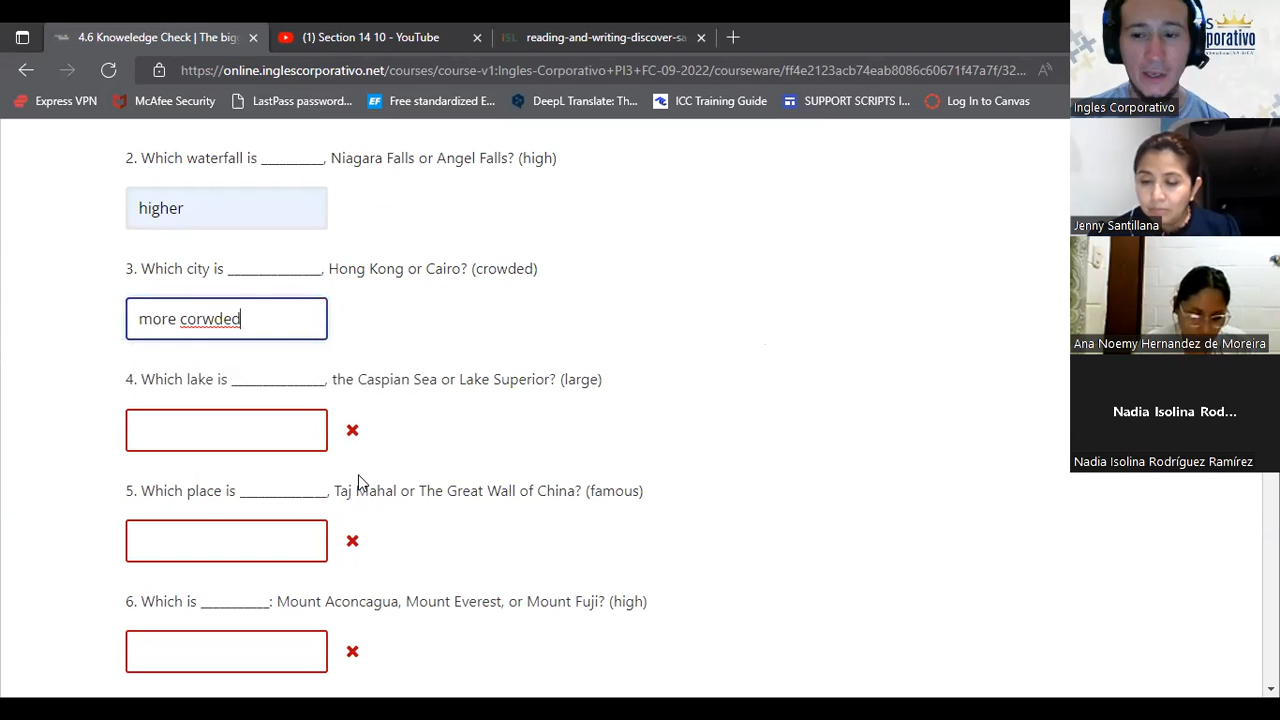 4.6 Knoweledge Check | The big
(1) Section 14 10 - YouTube
reading-and-writing-discover-sa
https://online.inglescorporativo.net/courses/course-v1:Ingles-Corporativo+PI3+FC-09-2022/courseware/ff4e2123acb74eab8086c60671f47a7f/32...
Express VPN
McAfee Security
LastPass password...
Free standardized E...
DeepL Translate: Th...
ICC Training Guide
SUPPORT SCRIPTS I...
Log In to Canvas
2. Which waterfall is __________, Niagara Falls or Angel Falls? (high)
higher
3. Which city is _______________, Hong Kong or Cairo? (crowded)
more corwded
4. Which lake is _______________, the Caspian Sea or Lake Superior? (large)
5. Which place is ______________, Taj Mahal or The Great Wall of China? (famous)
6. Which is ___________: Mount Aconcagua, Mount Everest, or Mount Fuji? (high)
Ingles Corporativo
Jenny Santillana
Ana Noemy Hernandez de Moreira
Nadia Isolina Rod...
Nadia Isolina Rodríguez Ramírez